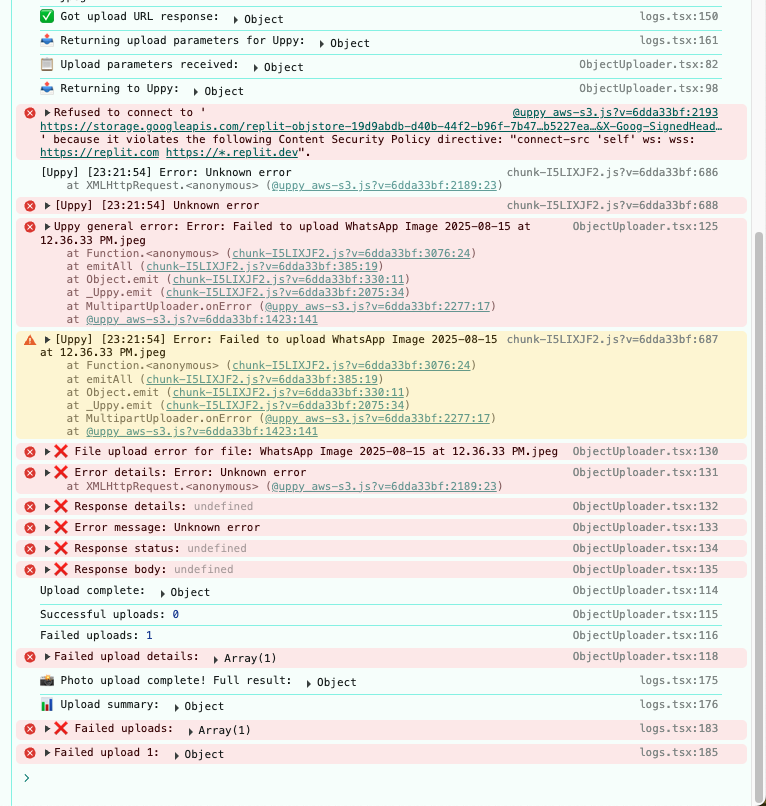 ✅ Got upload URL response: ▶ Object logs.tsx:150
📤 Returning upload parameters for Uppy: ▶ Object logs.tsx:161
📋 Upload parameters received: ▶ Object ObjectUploader.tsx:82
📤 Returning to Uppy: ▶ Object ObjectUploader.tsx:98
▶Refused to connect to ' @uppy_aws-s3.js?v=6dda33bf:2193
https://storage.googleapis.com/replit-objstore-19d9abdb-d40b-44f2-b96f-7b47…b5227ea…&X-Goog-SignedHead…
' because it violates the following Content Security Policy directive: "connect-src 'self' ws: wss:
https://replit.com https://*.replit.dev".
[Uppy] [23:21:54] Error: Unknown error chunk-I5LIXJF2.js?v=6dda33bf:686
at XMLHttpRequest.<anonymous> (@uppy_aws-s3.js?v=6dda33bf:2189:23)
▶[Uppy] [23:21:54] Unknown error chunk-I5LIXJF2.js?v=6dda33bf:688
Uppy general error: Error: Failed to upload WhatsApp Image 2025-08-15 at ObjectUploader.tsx:125
12.36.33 PM.jpeg
at Function.<anonymous> (chunk-I5LIXJF2.js?v=6dda33bf:3076:24)
at emitAll (chunk-I5LIXJF2.js?v=6dda33bf:385:19)
at Object.emit (chunk-I5LIXJF2.js?v=6dda33bf:330:11)
at _Uppy.emit (chunk-I5LIXJF2.js?v=6dda33bf:2075:34)
at MultipartUploader.onError (@uppy_aws-s3.js?v=6dda33bf:2277:17)
at @uppy_aws-s3.js?v=6dda33bf:1423:141
▶[Uppy] [23:21:54] Error: Failed to upload WhatsApp Image 2025-08-15 chunk-I5LIXJF2.js?v=6dda33bf:687
at 12.36.33 PM.jpeg
at Function.<anonymous> (chunk-I5LIXJF2.js?v=6dda33bf:3076:24)
at emitAll (chunk-I5LIXJF2.js?v=6dda33bf:385:19)
at Object.emit (chunk-I5LIXJF2.js?v=6dda33bf:330:11)
at _Uppy.emit (chunk-I5LIXJF2.js?v=6dda33bf:2075:34)
at MultipartUploader.onError (@uppy_aws-s3.js?v=6dda33bf:2277:17)
at @uppy_aws-s3.js?v=6dda33bf:1423:141
▶❌ File upload error for file: WhatsApp Image 2025-08-15 at 12.36.33 PM.jpeg ObjectUploader.tsx:130
▶❌ Error details: Error: Unknown error ObjectUploader.tsx:131
at XMLHttpRequest.<anonymous> (@uppy_aws-s3.js?v=6dda33bf:2189:23)
▶❌ Response details: undefined ObjectUploader.tsx:132
▶❌ Error message: Unknown error ObjectUploader.tsx:133
▶❌ Response status: undefined ObjectUploader.tsx:134
▶❌ Response body: undefined ObjectUploader.tsx:135
Upload complete: ▶ Object ObjectUploader.tsx:114
Successful uploads: 0 ObjectUploader.tsx:115
Failed uploads: 1 ObjectUploader.tsx:116
▶Failed upload details: ▶ Array(1) ObjectUploader.tsx:118
📸 Photo upload complete! Full result: ▶ Object logs.tsx:175
📊 Upload summary: ▶ Object logs.tsx:176
▶❌ Failed uploads: ▶ Array(1) logs.tsx:183
▶Failed upload 1: ▶ Object logs.tsx:185